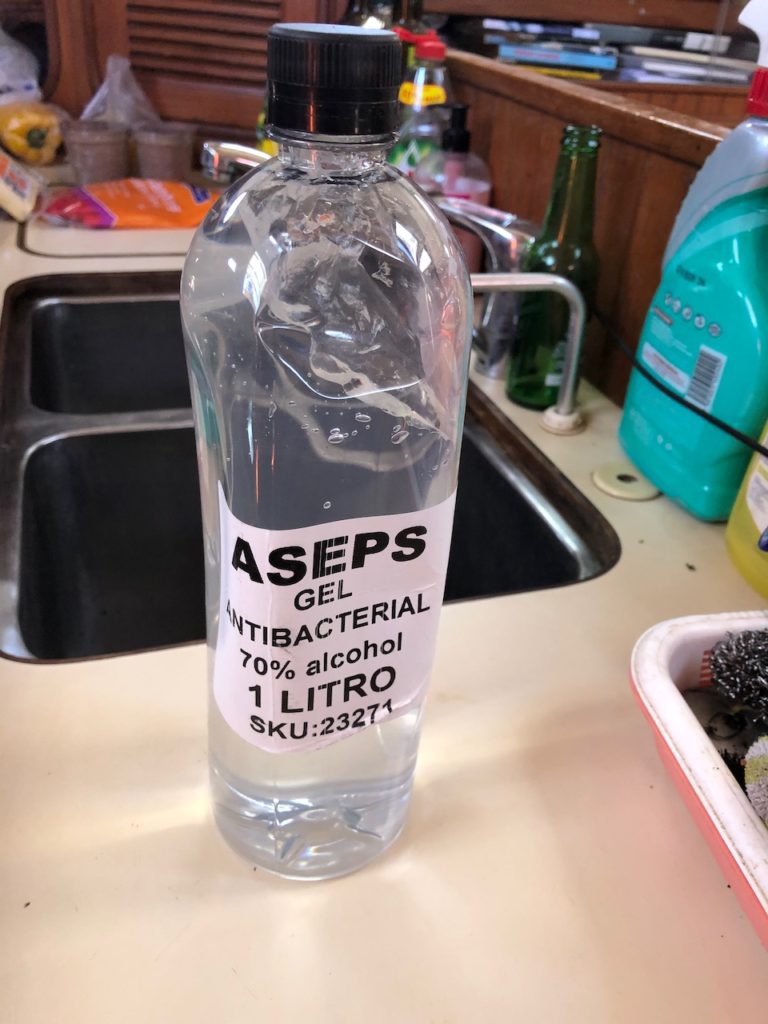 ASEPS
GEL
ANTIBACTERIAL
70% alcohol
1 LITRO
SKU:23271